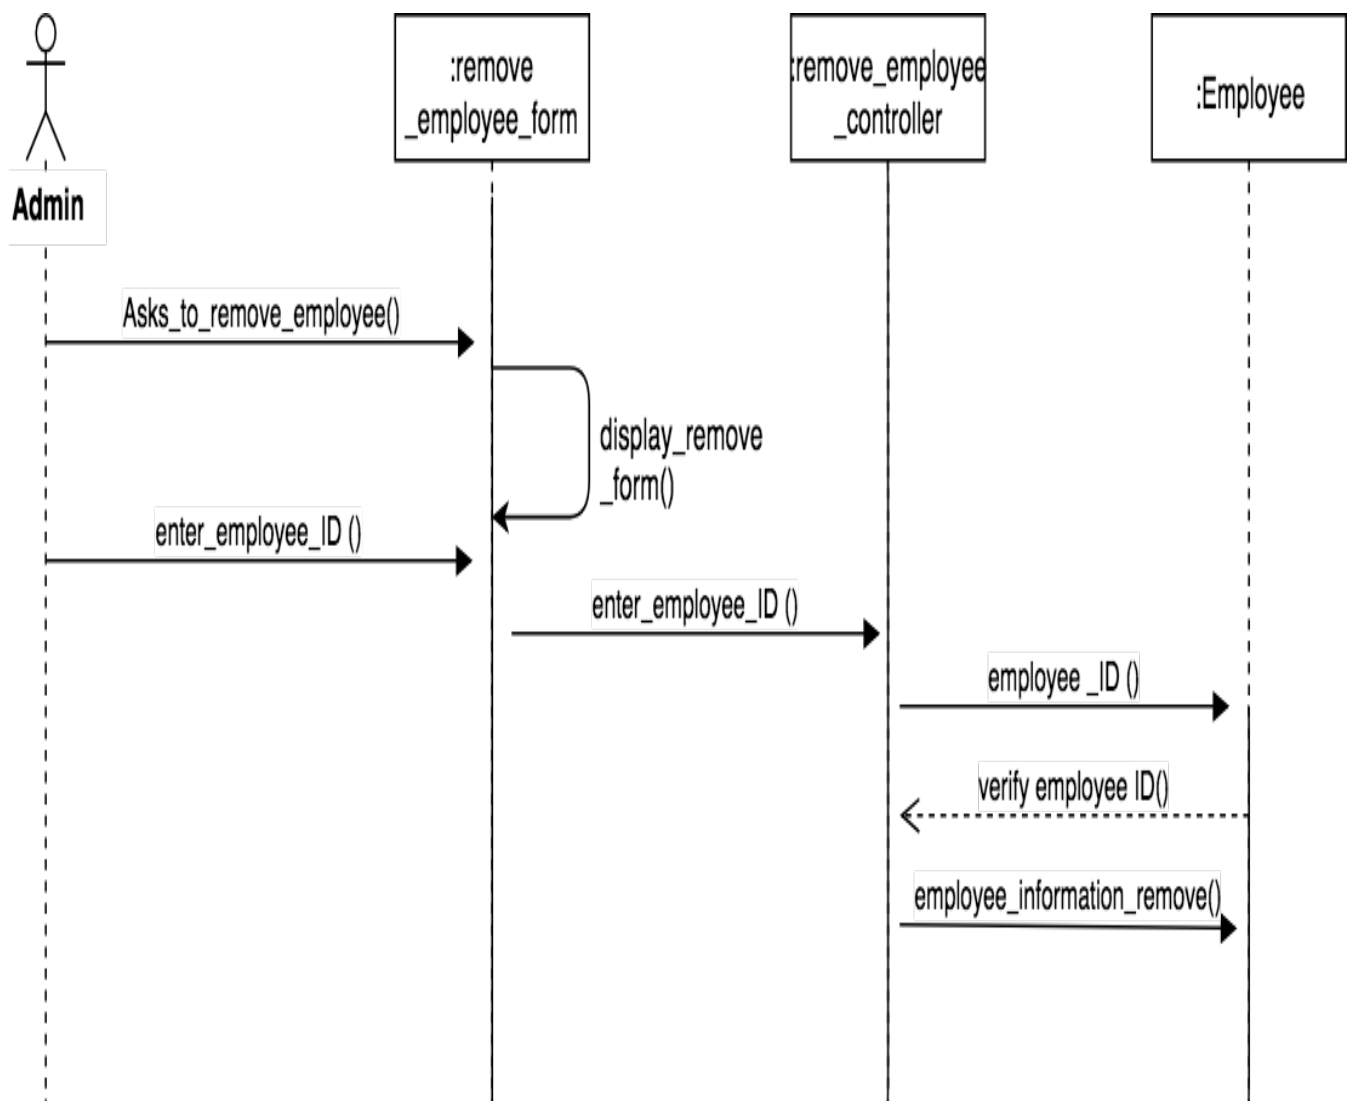 :remove
_employee_form
:remove_employee
_controller
:Employee
Admin
Asks_to_remove_employee()
display_remove
_form()
enter_employee_ID ()
enter_employee_ID ()
employee _ID ()
verify employee ID()
employee_information_remove()